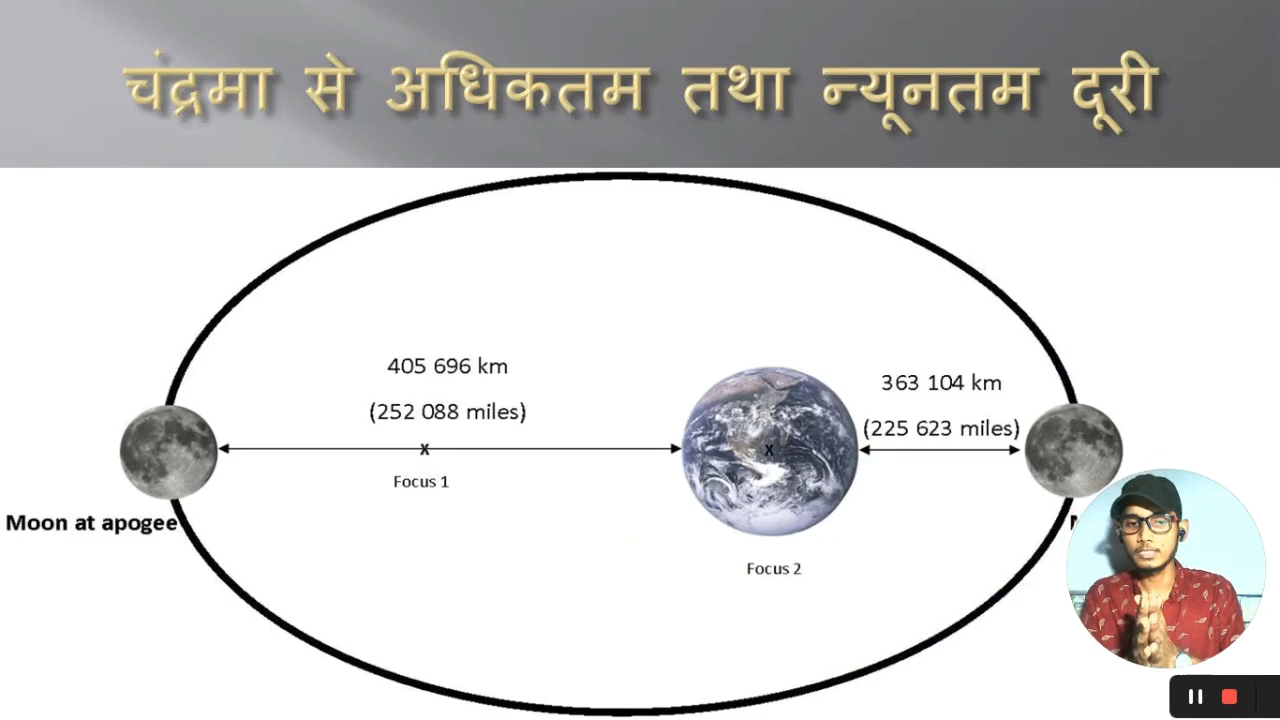 चंद्रमा से अधिकतम तथा न्यूनतम दूरी
405 696 km
(252 088 miles)
363 104 km
(225 623 miles)
x
x
Focus 1
Moon at apogee
Focus 2